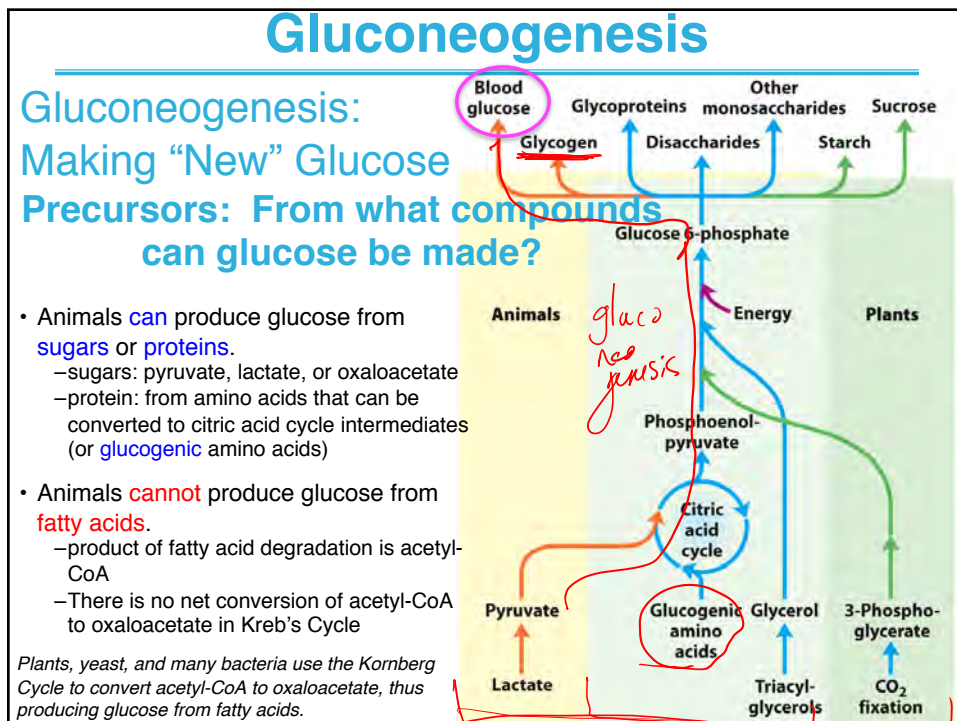 Gluconeogenesis
Gluconeogenesis:
Making “New” Glucose
Precursors: From what compounds
can glucose be made?
• Animals can produce glucose from
sugars or proteins.
–sugars: pyruvate, lactate, or oxaloacetate
–protein: from amino acids that can be
converted to citric acid cycle intermediates
(or glucogenic amino acids)
• Animals cannot produce glucose from
fatty acids.
–product of fatty acid degradation is acetyl-
CoA
–There is no net conversion of acetyl-CoA
to oxaloacetate in Kreb’s Cycle
Plants, yeast, and many bacteria use the Kornberg
Cycle to convert acetyl-CoA to oxaloacetate, thus
producing glucose from fatty acids.
Blood
glucose
Glycoproteins
Other
monosaccharides
Sucrose
Glycogen
Disaccharides
Starch
Glucose 6-phosphate
Animals
gluco
neo
genesis
Energy
Plants
Phosphoenol-
pyruvate
Citric
acid
cycle
Pyruvate
Glucogenic
amino
acids
Glycerol
3-Phospho-
glycerate
Lactate
Triacyl-
glycerols
CO₂
fixation